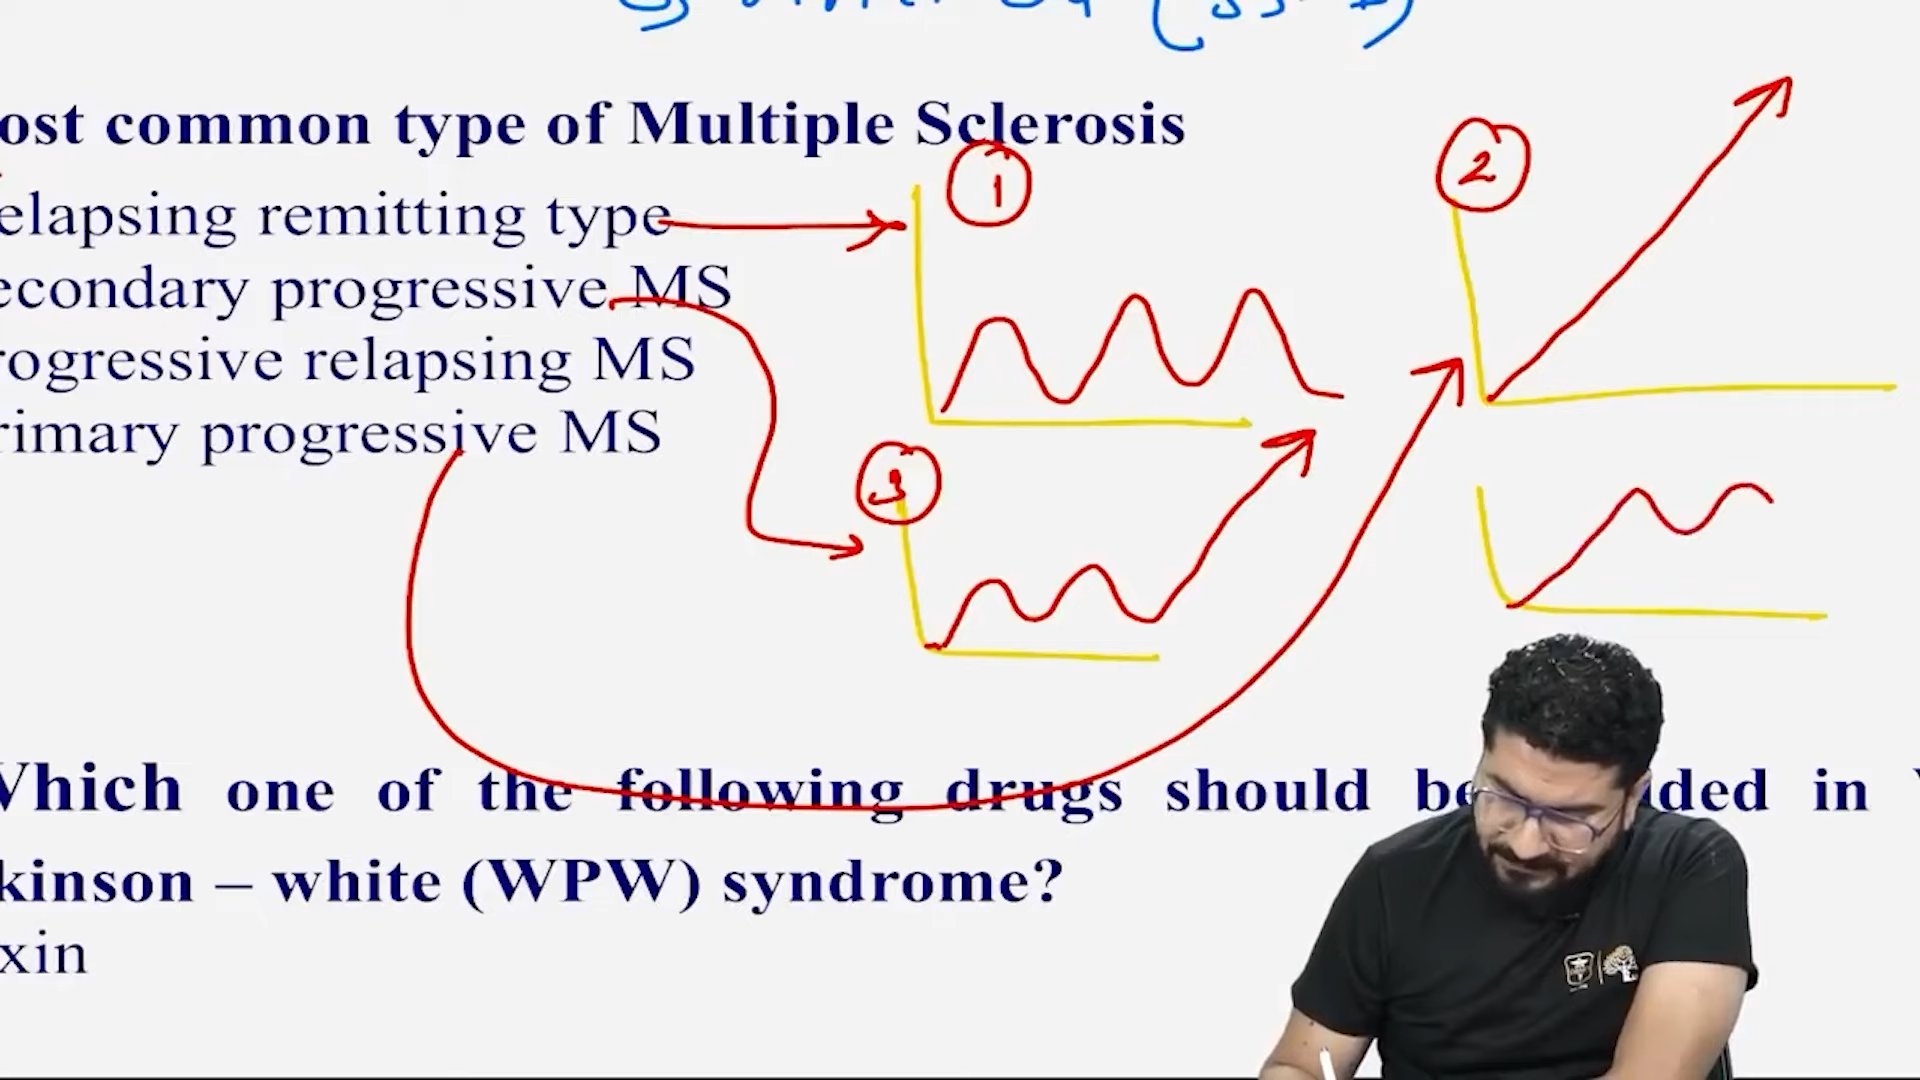 ost common type of Multiple Sclerosis
1
2
elapsing remitting type
econdary progressive MS
rogressive relapsing MS
rimary progressive MS
3
Which one of the following drugs should be ded in
kinson – white (WPW) syndrome?
xin